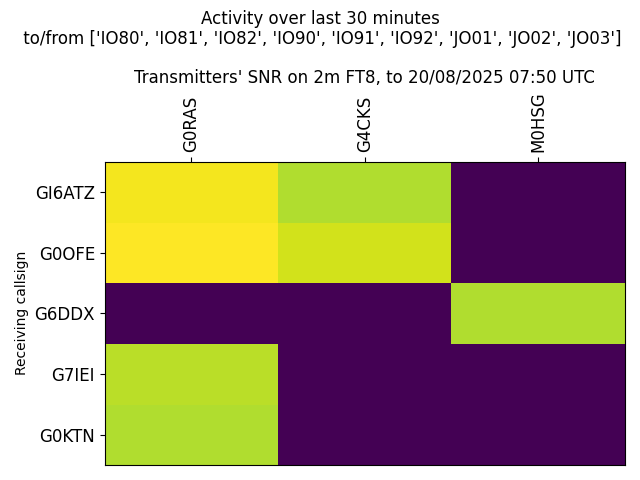 Activity over last 30 minutes
to/from ['IO80', 'IO81', 'IO82', 'IO90', 'IO91', 'IO92', 'JO01', 'JO02', 'JO03']
Transmitters' SNR on 2m FT8, to 20/08/2025 07:50 UTC
G0RAS
G4CKS
M0HSG
Receiving callsign
GI6ATZ
G0OFE
G6DDX
G7IEI
G0KTN